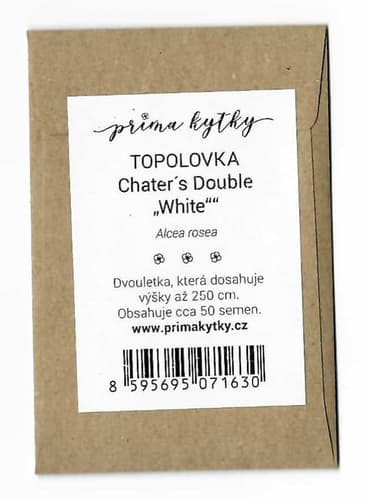 prima kytky
TOPOLOVKA
Chater´s Double
„White““
Alcea rosea
Dvouletka, která dosahuje
výšky až 250 cm.
Obsahuje cca 50 semen.
www.primakytky.cz
8 595695 071630